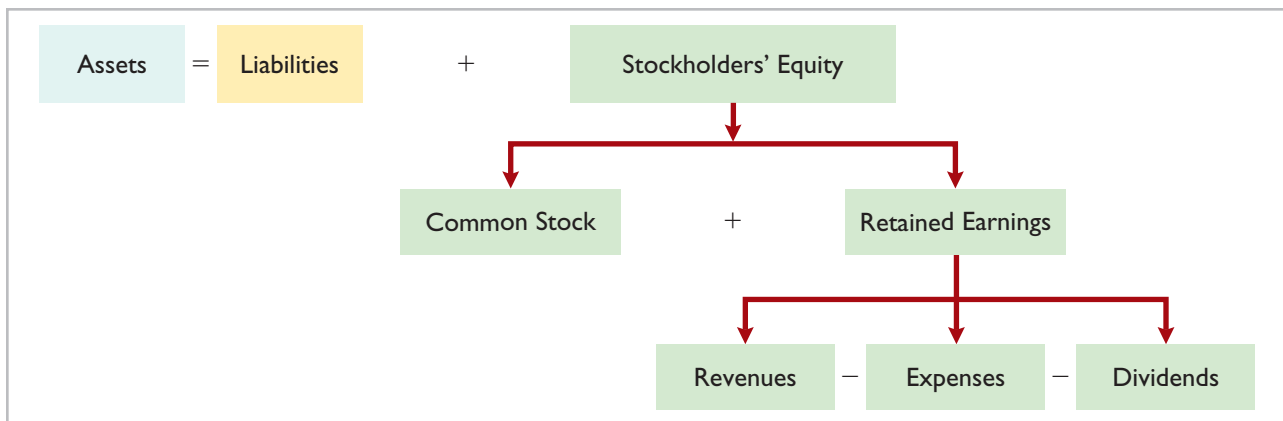 Assets = Liabilities + Stockholders’ Equity
Common Stock + Retained Earnings
Revenues – Expenses – Dividends